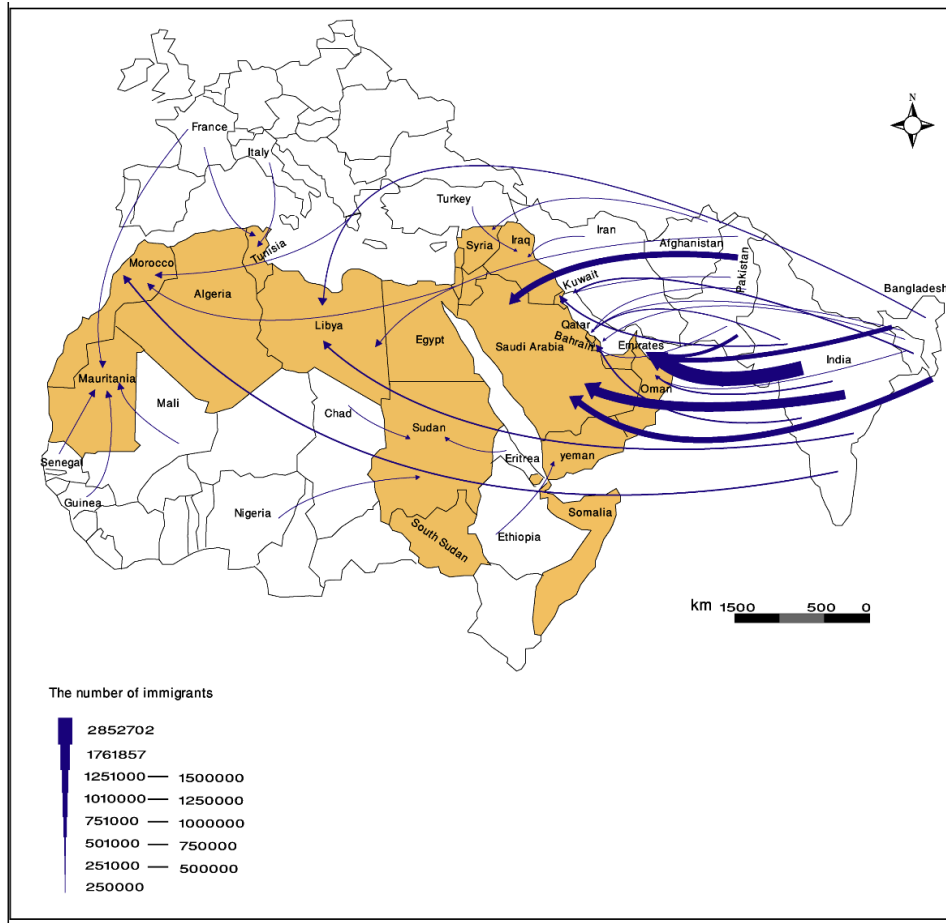 N
France
Italy
Turkey
Iran
Syria
Iraq
Afghanistan
Tunisia
Morocco
Pakistan
Kuwait
Bangladesh
Algeria
Libya
Egypt
Qatar
Bahrain
Emirates
Saudi Arabia
India
Mauritania
Oman
Mali
Chad
Sudan
Senegal
Eritrea
yeman
Guinea
Nigeria
Somalia
South Sudan
Ethiopia
km 1500 500 0
The number of immigrants
2852702
1761857
1251000 — 1500000
1010000 — 1250000
751000 — 1000000
501000 — 750000
251000 — 500000
250000